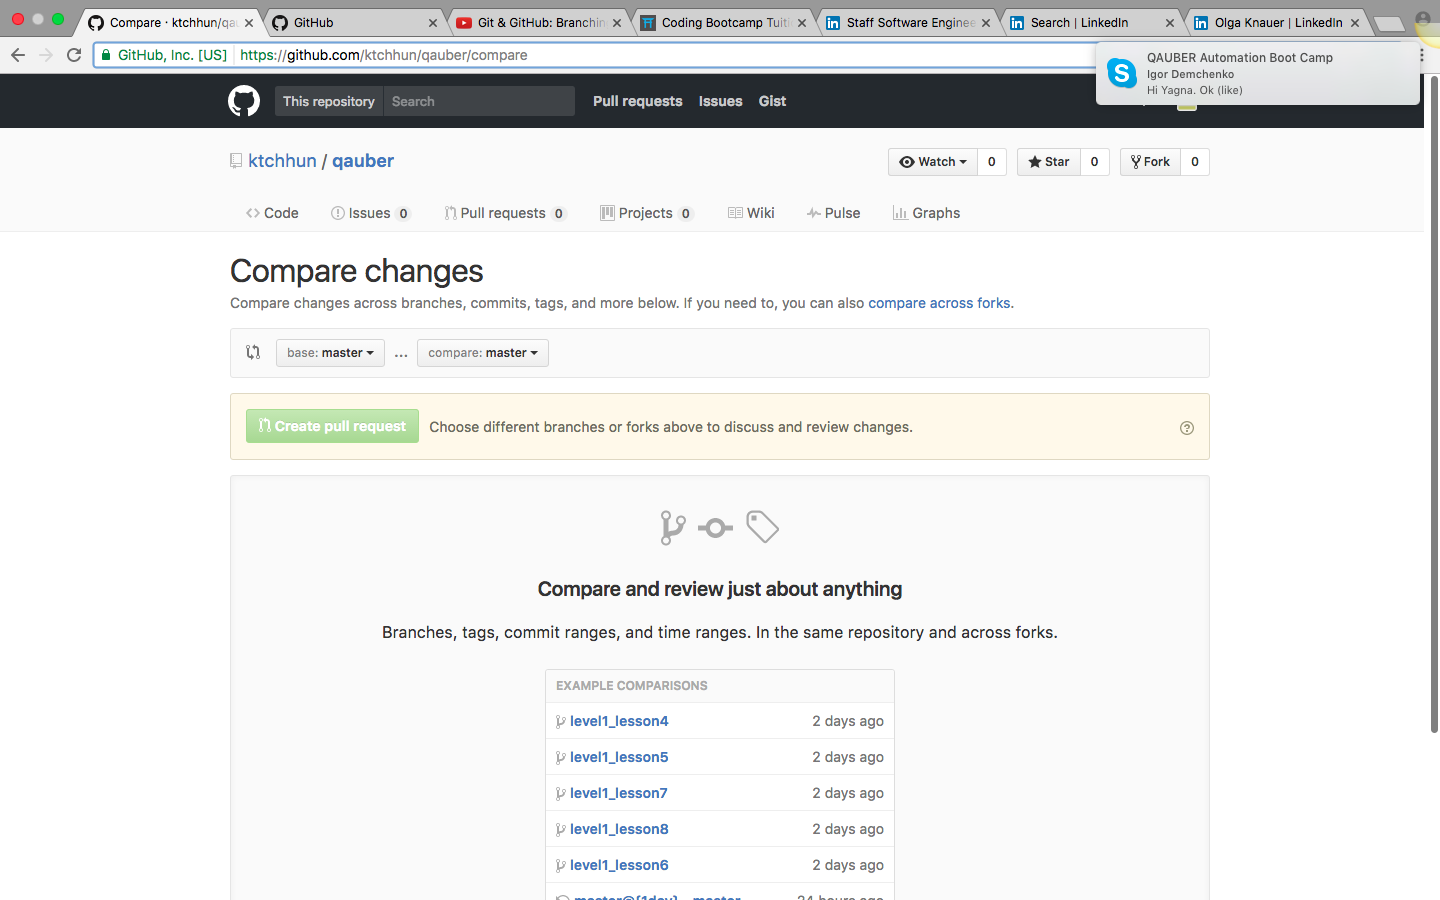 Compare · ktchhun/qau
GitHub
Git & GitHub: Branchin
Coding Bootcamp Tuiti
Staff Software Enginee
Search | LinkedIn
Olga Knauer | LinkedIn
GitHub, Inc. [US] https://github.com/ktchhun/qauber/compare
QAUBER Automation Boot Camp
Igor Demchenko
Hi Yagna. Ok (like)
This repository Search Pull requests Issues Gist
ktchhun / qauber
Watch 0 Star 0 Fork 0
Code Issues 0 Pull requests 0 Projects 0 Wiki Pulse Graphs
Compare changes
Compare changes across branches, commits, tags, and more below. If you need to, you can also compare across forks.
base: master ... compare: master
Create pull request Choose different branches or forks above to discuss and review changes.
Compare and review just about anything
Branches, tags, commit ranges, and time ranges. In the same repository and across forks.
EXAMPLE COMPARISONS
level1_lesson4 2 days ago
level1_lesson5 2 days ago
level1_lesson7 2 days ago
level1_lesson8 2 days ago
level1_lesson6 2 days ago
master@{1day}...master 24 hours ago